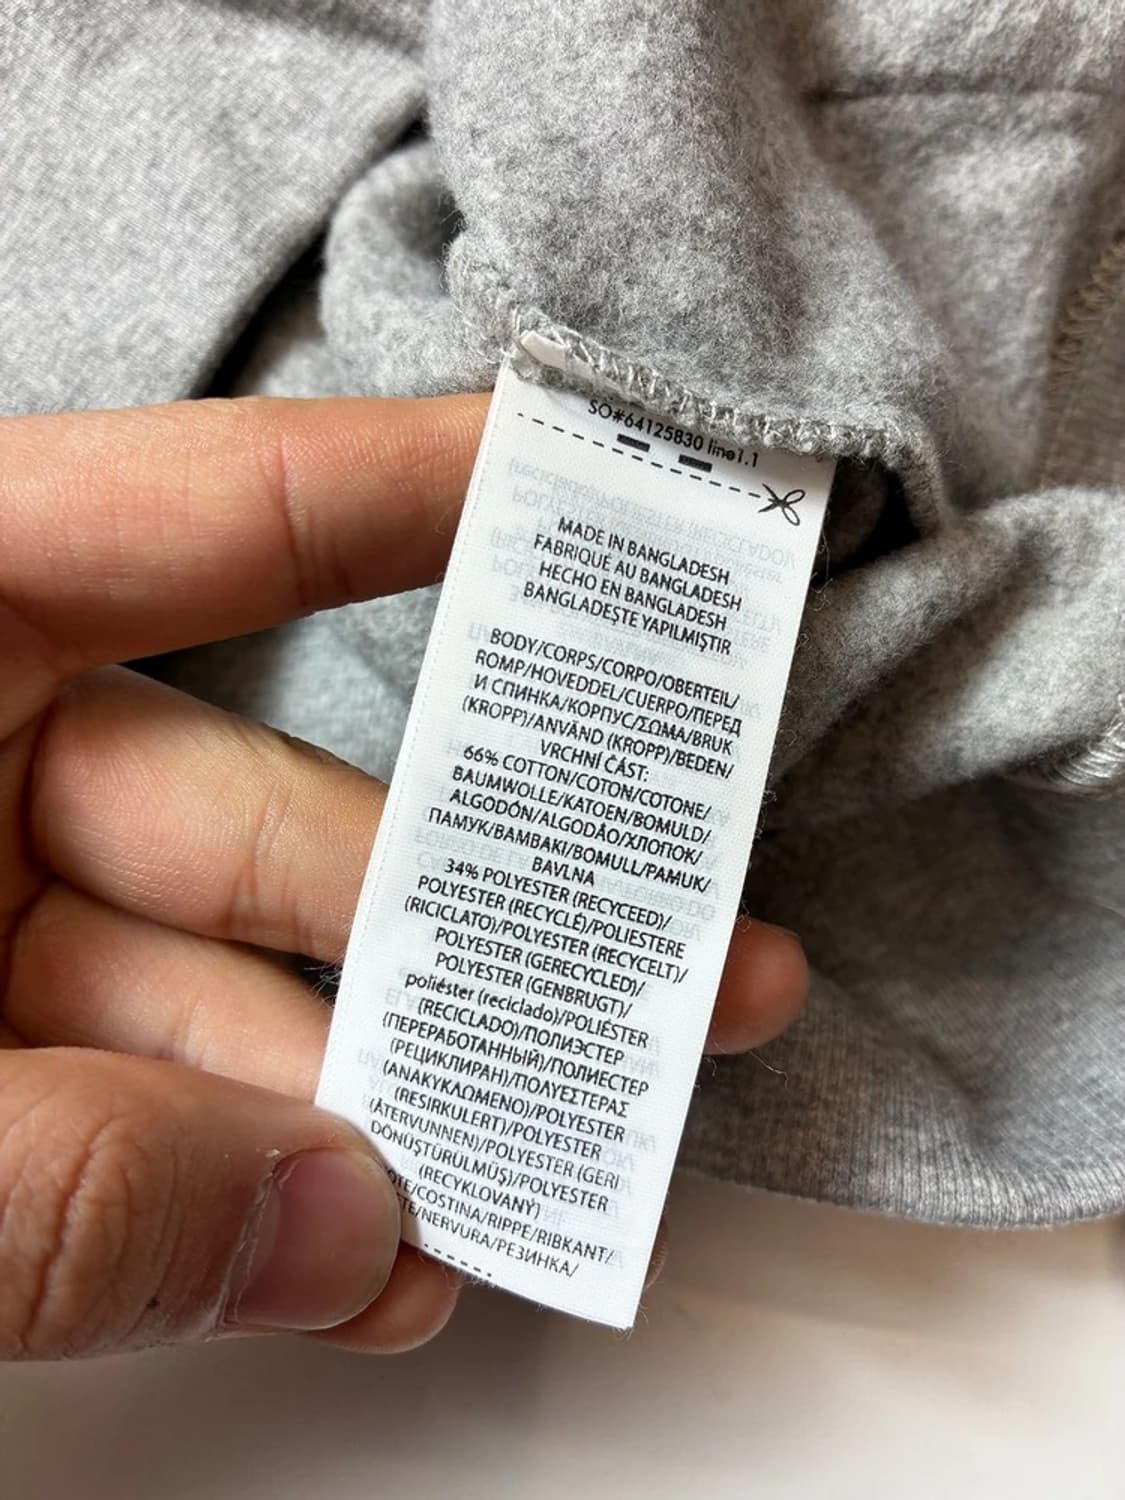 SO#64125830 line1.1
MADE IN BANGLADESH
FABRIQUÉ AU BANGLADESH
HECHO EN BANGLADESH
BANGLADEŞTE YAPILMIŞTIR
BODY/CORPS/CORPO/OBERTEIL/
ROMP/HOVEDDEL/CUERPO/ПЕРЕД
И СПИНКА/КОРПУС/ΣΩΜΑ/BRUK
(KROPP)/ANVÄND (KROPP)/BEDEN/
VRCHNÍ ČÁST:
66% COTTON/COTON/COTONE/
BAUMWOLLE/KATOEN/BOMULD/
ALGODÓN/ALGODÃO/ХЛОПОК/
ПАМУК/BAMBAKI/BOMULL/PAMUK/
BAVLNA
34% POLYESTER (RECYCEED)/
POLYESTER (RECYCLÉ)/POLIESTERE
(RICICLATO)/POLYESTER (RECYCELT)/
POLYESTER (GERECYCLED)/
POLYESTER (GENBRUGT)/
poliéster (reciclado)/POLIÉSTER
(RECICLADO)/ПОЛИЭСТЕР
(ПЕРЕРАБОТАННЫЙ)/ПОЛИЕСТЕР
(РЕЦИКЛИРАН)/ΠΟΛΥΕΣΤΕΡΑΣ
(ΑΝΑΚΥΚΛΩΜΕΝΟ)/POLYESTER
(RESIRKULERT)/POLYESTER
(ÅTERVUNNEN)/POLYESTER (GERI
DÖNÜŞTÜRÜLMÜŞ)/POLYESTER
(RECYKLOVANÝ)
/COSTINA/RIPPE/RIBKANT/
/NERVURA/РЕЗИНКА/